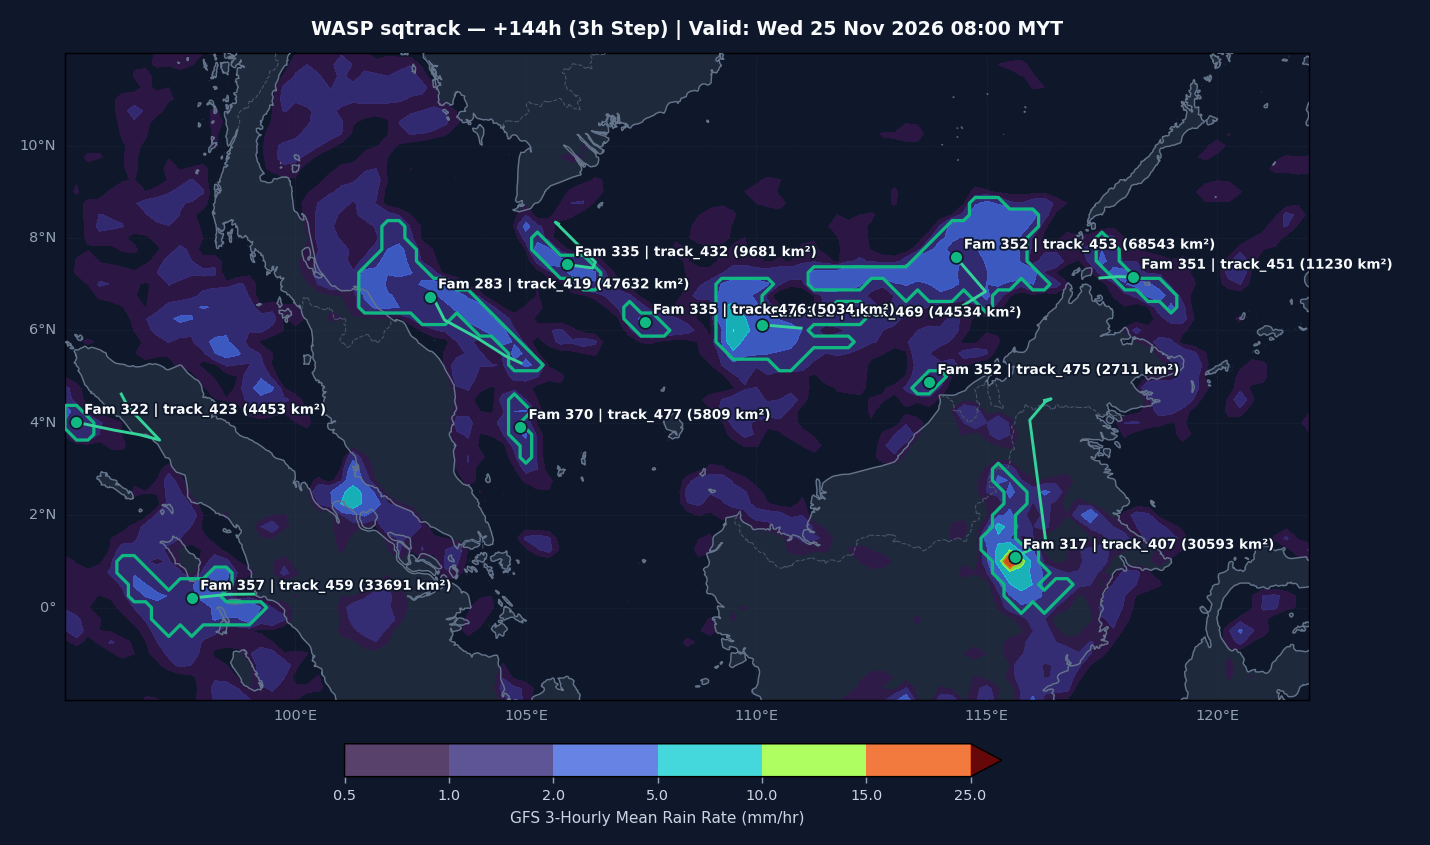 WASP sqtrack — +144h (3h Step) | Valid: Wed 25 Nov 2026 08:00 MYT
10°N
8°N
6°N
4°N
2°N
0°
Fam 352 | track_453 (68543 km²)
Fam 335 | track_432 (9681 km²)
Fam 351 | track_451 (11230 km²)
Fam 283 | track_419 (47632 km²)
Fam 335 | track_476 (5034 km²)
469 (44534 km²)
Fam 352 | track_475 (2711 km²)
Fam 322 | track_423 (4453 km²)
Fam 370 | track_477 (5809 km²)
Fam 317 | track_407 (30593 km²)
Fam 357 | track_459 (33691 km²)
100°E 105°E 110°E 115°E 120°E
0.5 1.0 2.0 5.0 10.0 15.0 25.0
GFS 3-Hourly Mean Rain Rate (mm/hr)